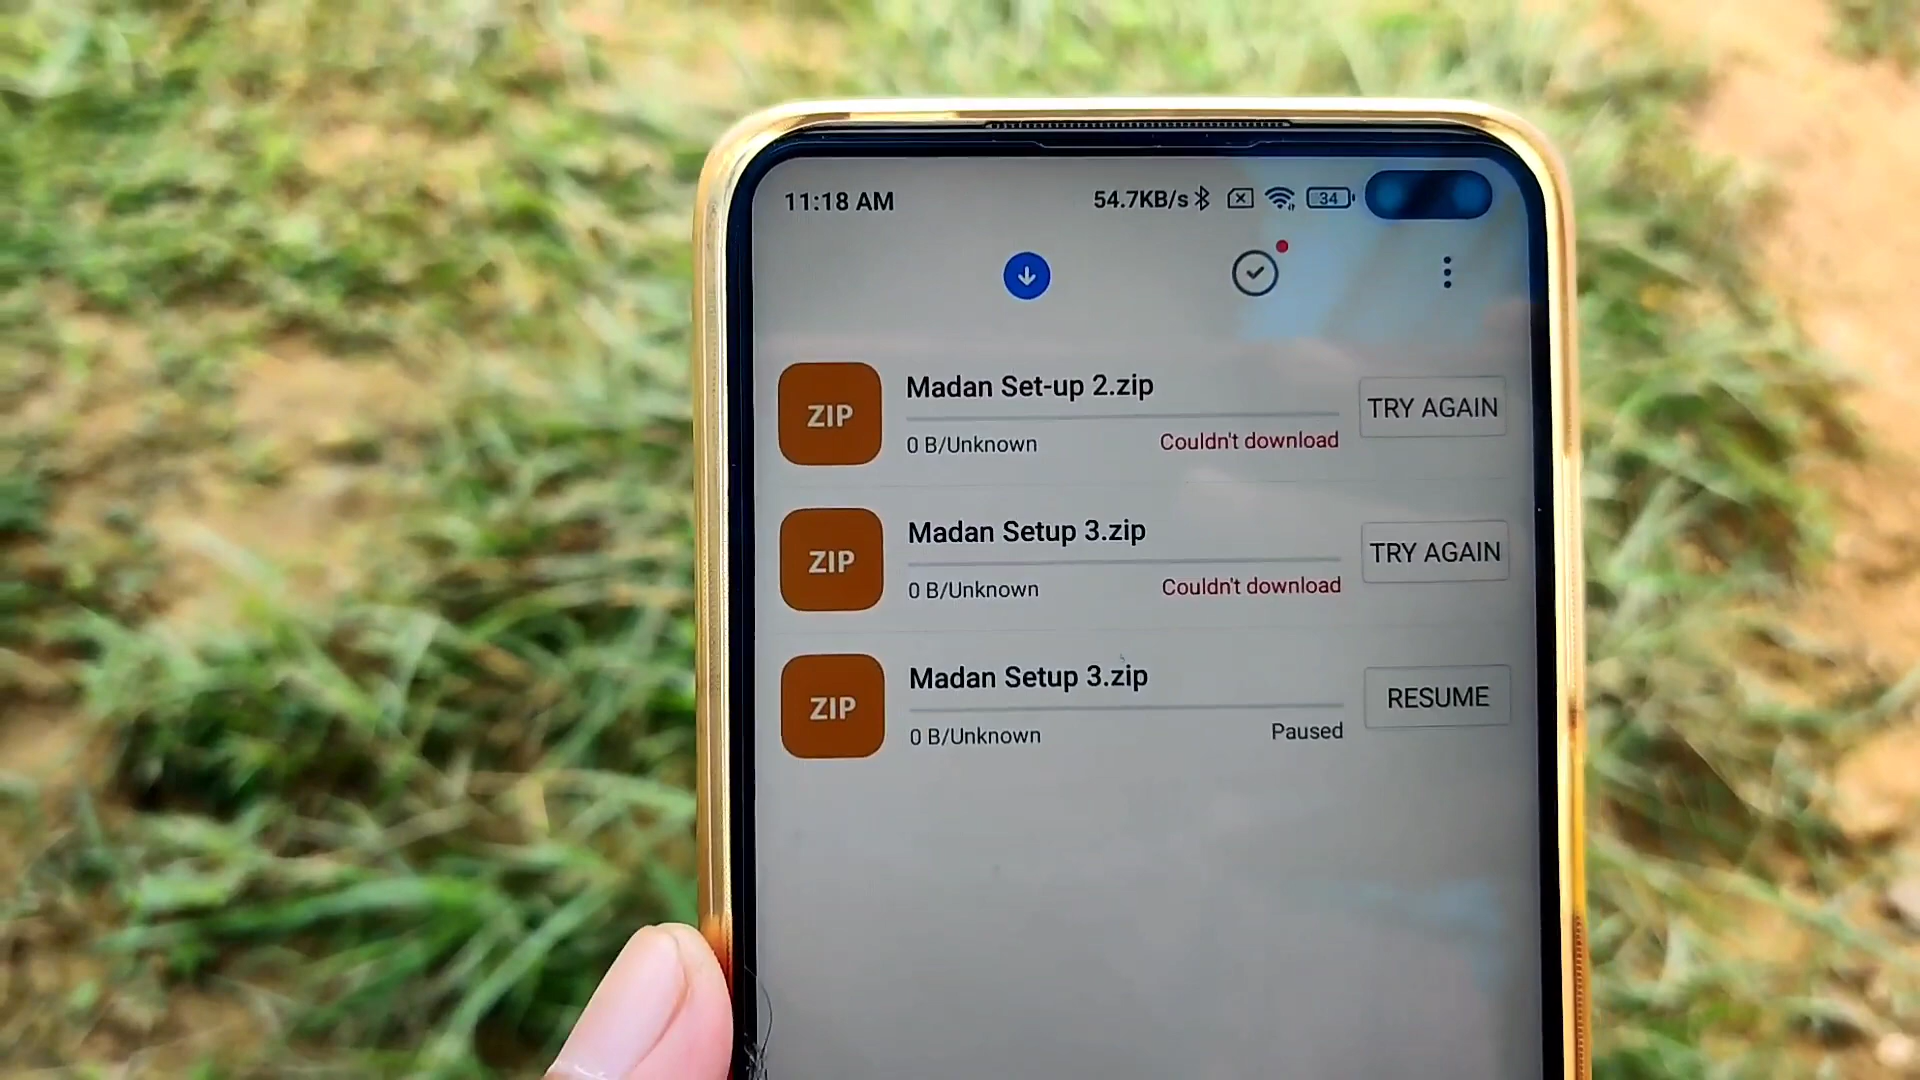 11:18 AM 54.7KB/s 34
ZIP Madan Set-up 2.zip TRY AGAIN
0 B/Unknown Couldn't download
ZIP Madan Setup 3.zip TRY AGAIN
0 B/Unknown Couldn't download
ZIP Madan Setup 3.zip RESUME
0 B/Unknown Paused